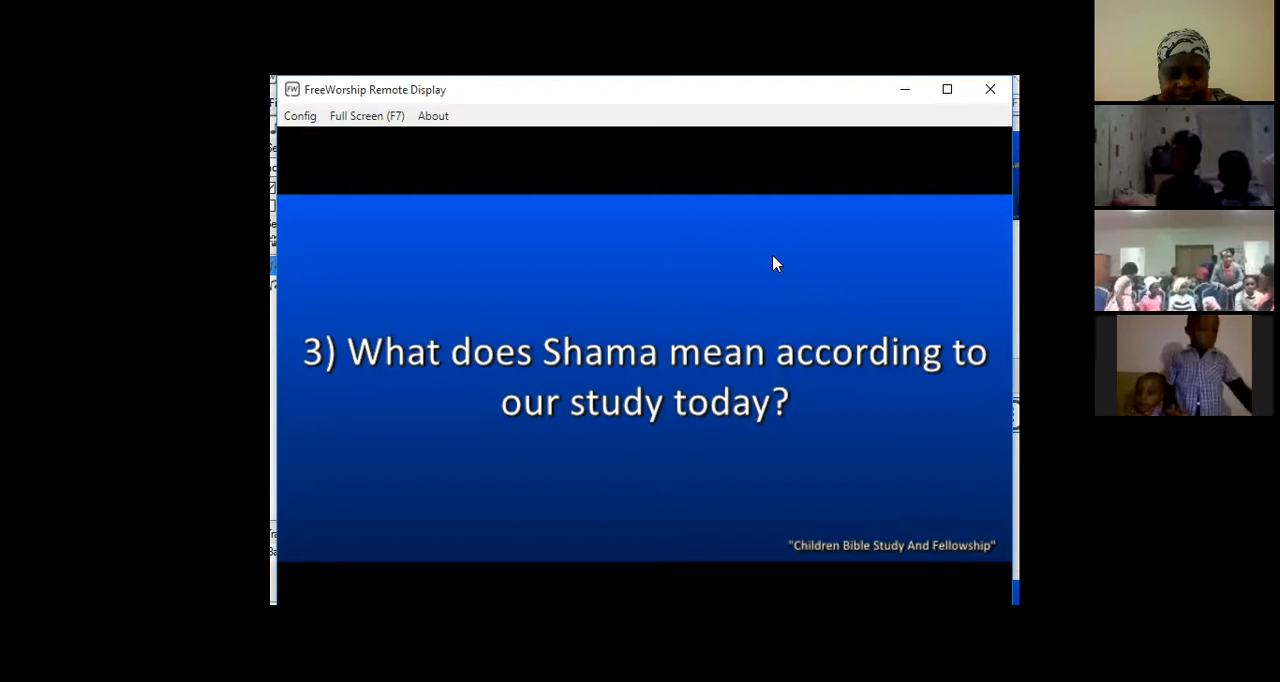 FreeWorship Remote Display
Config Full Screen (F7) About
3) What does Shama mean according to
our study today?
"Children Bible Study And Fellowship"